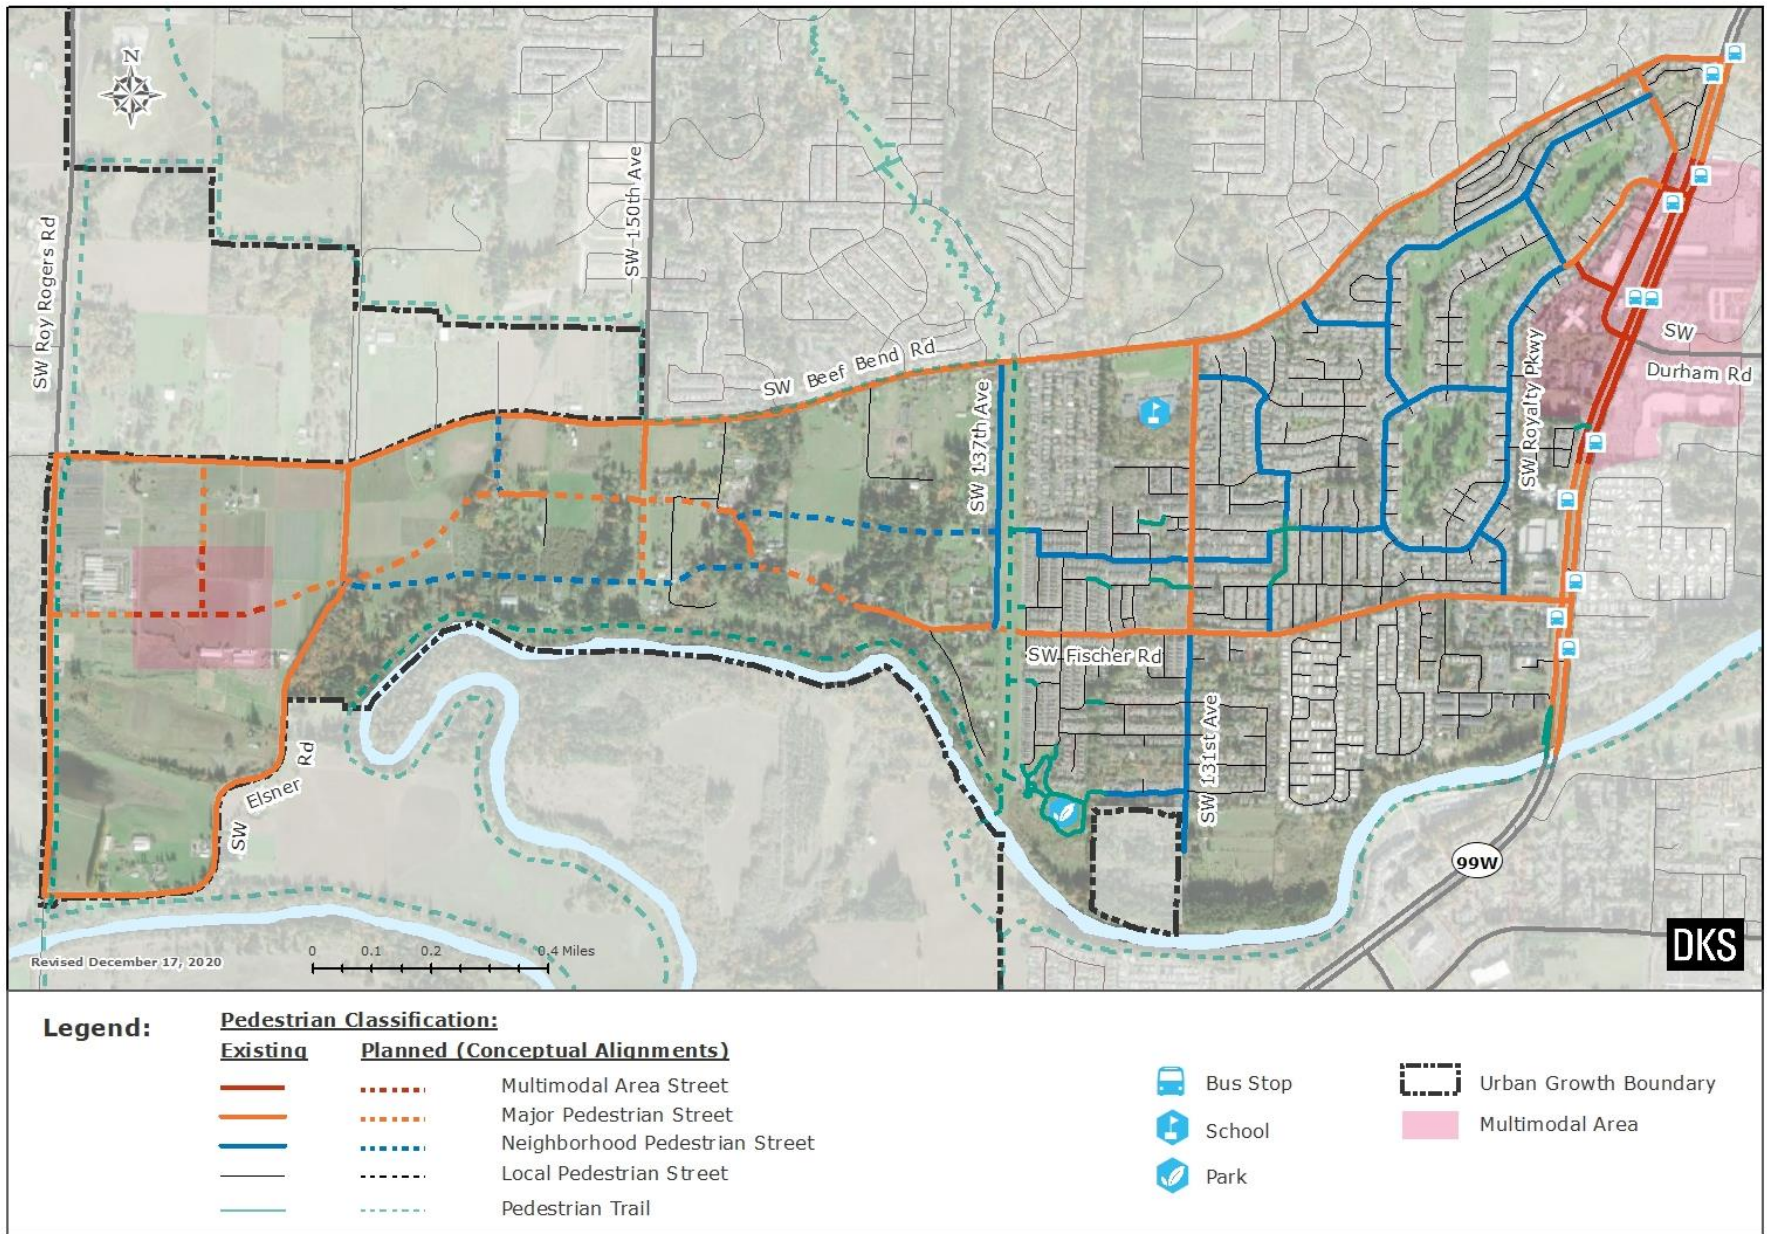 N
SW Roy Rogers Rd
SW 150th Ave
SW Beef Bend Rd
SW 137th Ave
SW Royalty Pkwy
SW
Durham Rd
SW Fischer Rd
SW 131st Ave
SW Elsner Rd
99W
Revised December 17, 2020
0 0.1 0.2 0.4 Miles
DKS
Legend:
Pedestrian Classification:
Existing Planned (Conceptual Alignments)
Multimodal Area Street
Major Pedestrian Street
Neighborhood Pedestrian Street
Local Pedestrian Street
Pedestrian Trail
Bus Stop
School
Park
Urban Growth Boundary
Multimodal Area